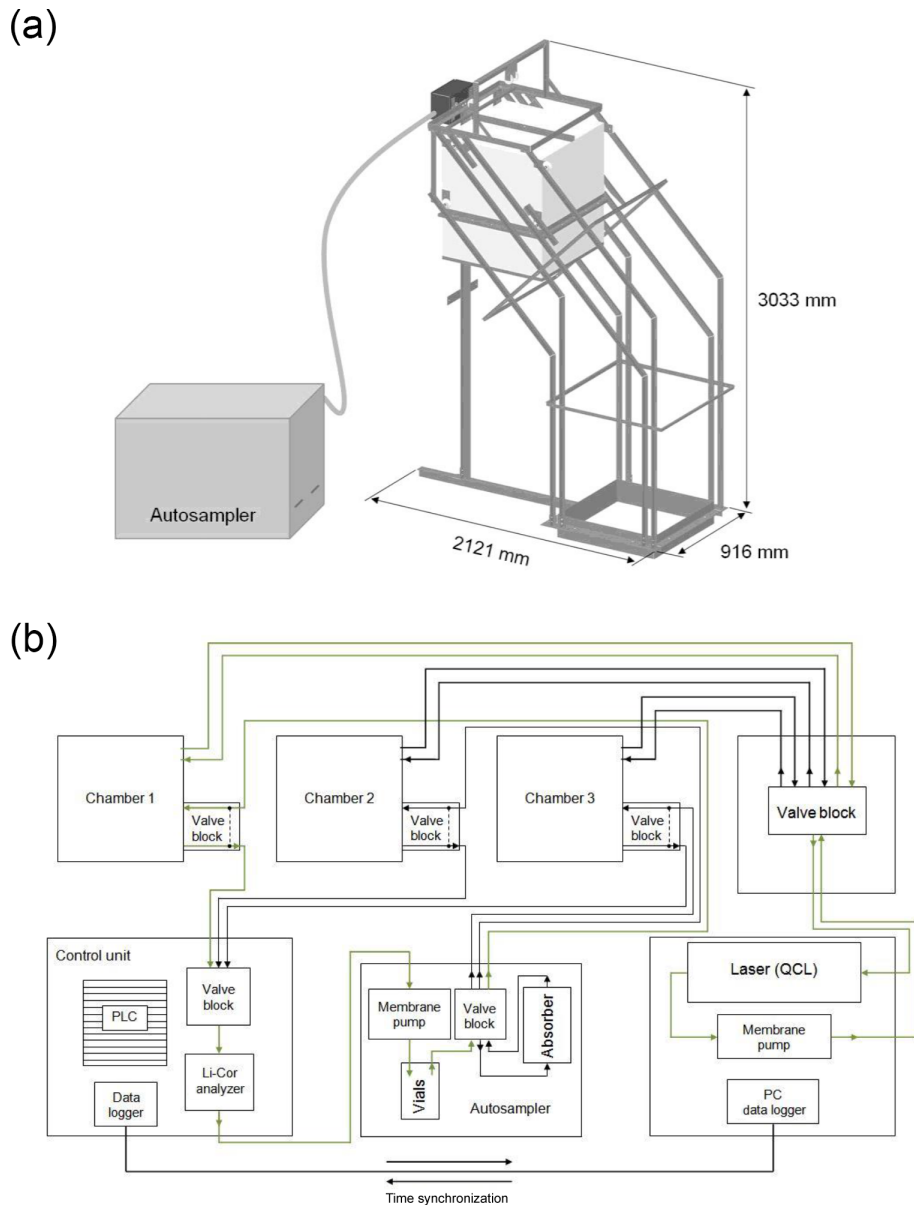 (a)
3033 mm
Autosampler
2121 mm
916 mm
(b)
Chamber 1
Valve
block
Chamber 2
Valve
block
Chamber 3
Valve
block
Valve block
Control unit
PLC
Valve
block
Li-Cor
analyzer
Data
logger
Membrane
pump
Valve
block
Absorber
Vials
Autosampler
Laser (QCL)
Membrane
pump
PC
data logger
Time synchronization